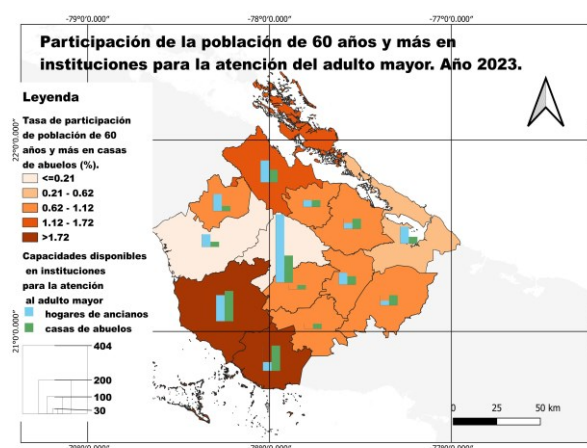 -79°0'0.000"
-78°0'0.000"
-77°0'0.000"
Participación de la población de 60 años y más en
instituciones para la atención del adulto mayor. Año 2023.
Leyenda
Tasa de participación
de población de 60
años y más en casas
de abuelos (%).
<=0.21
0.21 - 0.62
0.62 - 1.12
1.12 - 1.72
>1.72
Capacidades disponibles
en instituciones
para la atención
al adulto mayor
hogares de ancianos
casas de abuelos
404
200
100
30
22°0'0.000"
21°0'0.000"
0 25 50 km